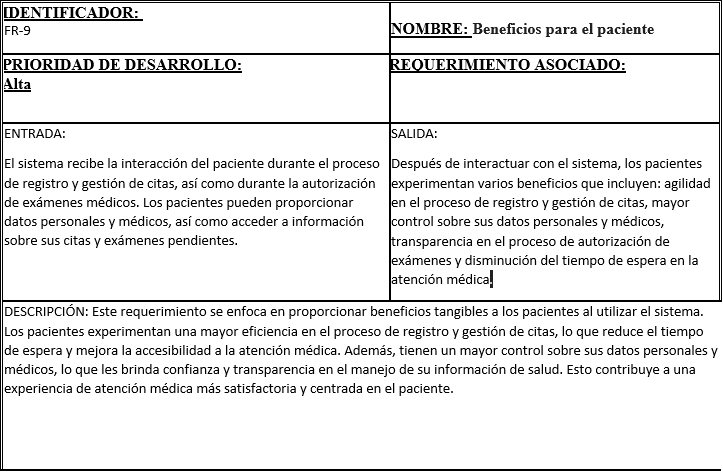 IDENTIFICADOR:
FR-9
NOMBRE: Beneficios para el paciente
PRIORIDAD DE DESARROLLO:
Alta
REQUERIMIENTO ASOCIADO:
ENTRADA:
El sistema recibe la interacción del paciente durante el proceso
de registro y gestión de citas, así como durante la autorización
de exámenes médicos. Los pacientes pueden proporcionar
datos personales y médicos, así como acceder a información
sobre sus citas y exámenes pendientes.
SALIDA:
Después de interactuar con el sistema, los pacientes
experimentan varios beneficios que incluyen: agilidad
en el proceso de registro y gestión de citas, mayor
control sobre sus datos personales y médicos,
transparencia en el proceso de autorización de
exámenes y disminución del tiempo de espera en la
atención médica.
DESCRIPCIÓN: Este requerimiento se enfoca en proporcionar beneficios tangibles a los pacientes al utilizar el sistema.
Los pacientes experimentan una mayor eficiencia en el proceso de registro y gestión de citas, lo que reduce el tiempo
de espera y mejora la accesibilidad a la atención médica. Además, tienen un mayor control sobre sus datos personales y
médicos, lo que les brinda confianza y transparencia en el manejo de su información de salud. Esto contribuye a una
experiencia de atención médica más satisfactoria y centrada en el paciente.